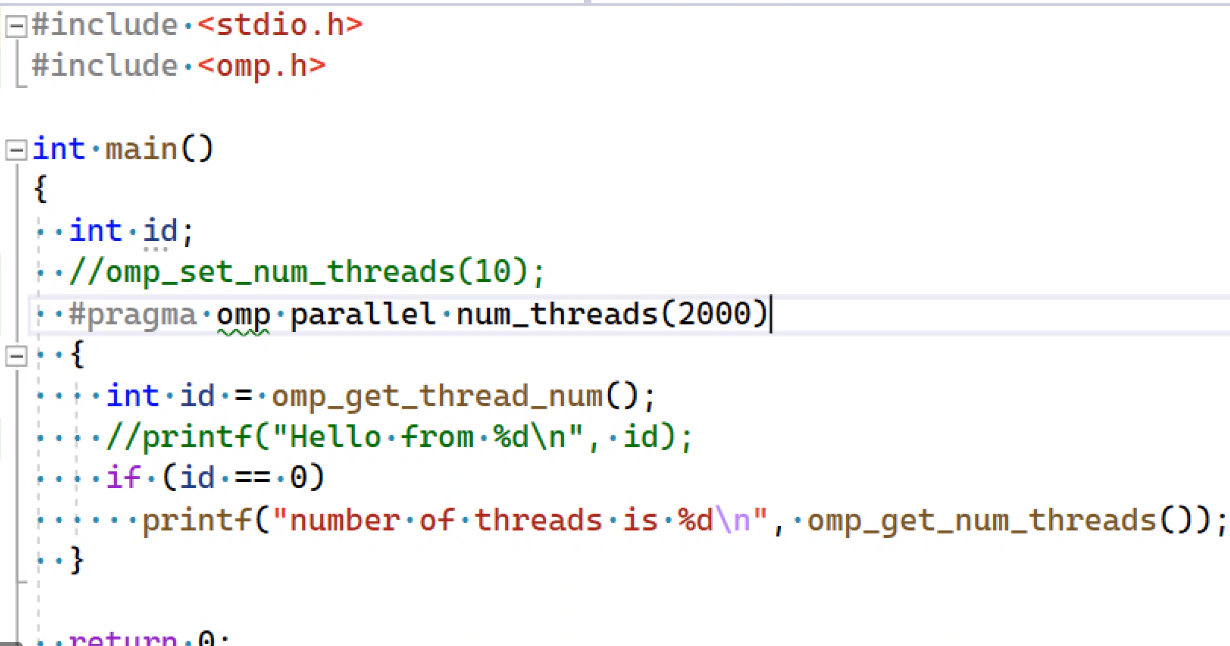 #include <stdio.h>
#include <omp.h>
int main()
{
int id;
//omp_set_num_threads(10);
#pragma omp parallel num_threads(2000)
{
int id = omp_get_thread_num();
//printf("Hello from %d\n", id);
if (id == 0)
printf("number of threads is %d\n", omp_get_num_threads());
}
return 0;